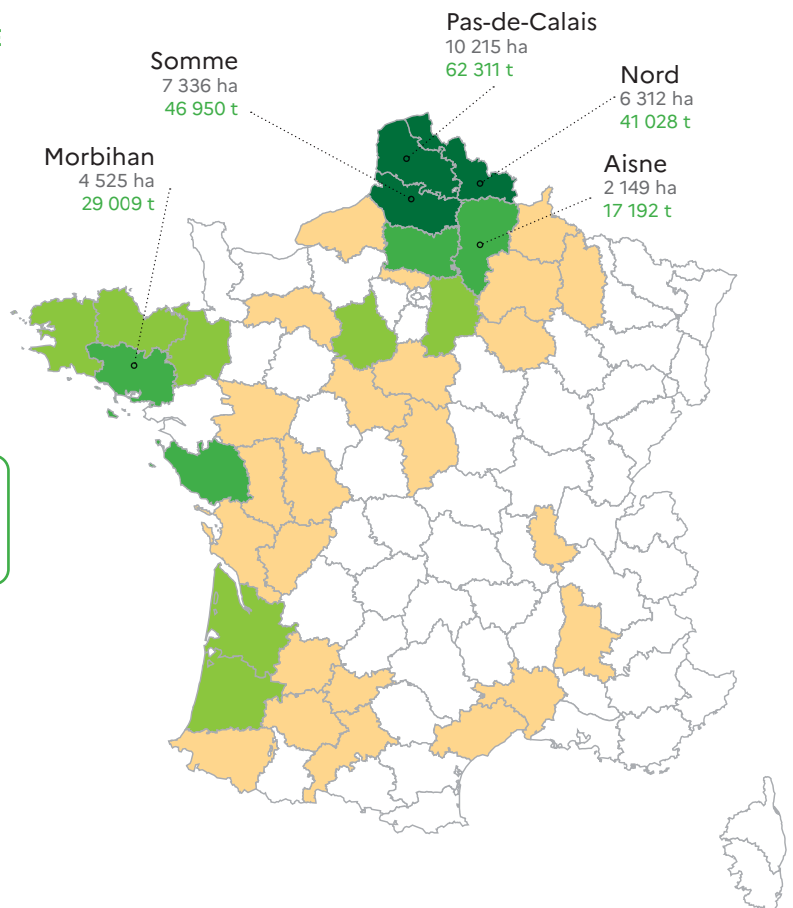 Pas-de-Calais
10 215 ha
62 311 t
Somme
7 336 ha
46 950 t
Nord
6 312 ha
41 028 t
Morbihan
4 525 ha
29 009 t
Aisne
2 149 ha
17 192 t